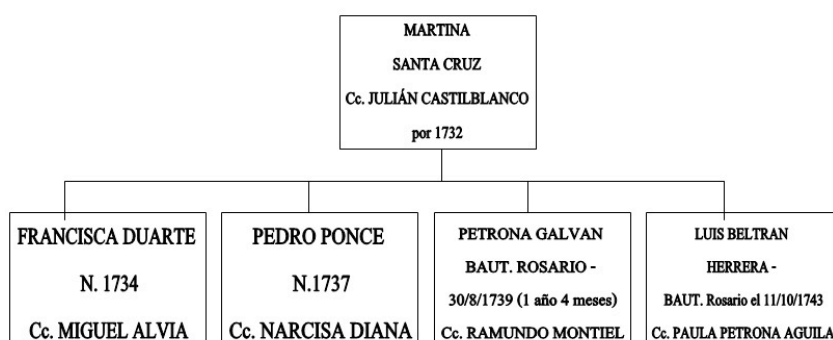 MARTINA
SANTA CRUZ
Cc. JULIÁN CASTILBLANCO
por 1732
FRANCISCA DUARTE
N. 1734
Cc. MIGUEL ALVIA
PEDRO PONCE
N.1737
Cc. NARCISA DIANA
PETRONA GALVAN
BAUT. ROSARIO -
30/8/1739 (1 año 4 meses)
Cc. RAMUNDO MONTIEL
LUIS BELTRAN
HERRERA -
BAUT. Rosario el 11/10/1743
Cc. PAULA PETRONA AGUILA